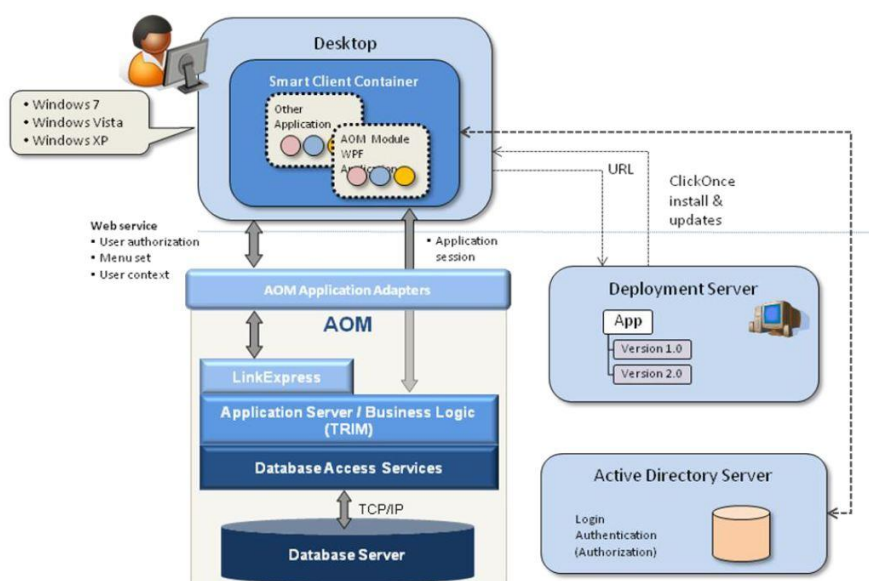 Desktop
Smart Client Container
Other
Application
AOM Module
WPF
Application
• Windows 7
• Windows Vista
• Windows XP
URL
ClickOnce
install &
updates
Web service
▪ User authorization
▪ Menu set
▪ User context
▪ Application
session
AOM Application Adapters
AOM
LinkExpress
Application Server / Business Logic
(TRIM)
Database Access Services
TCP/IP
Database Server
Deployment Server
App
Version 1.0
Version 2.0
Active Directory Server
Login
Authentication
(Authorization)